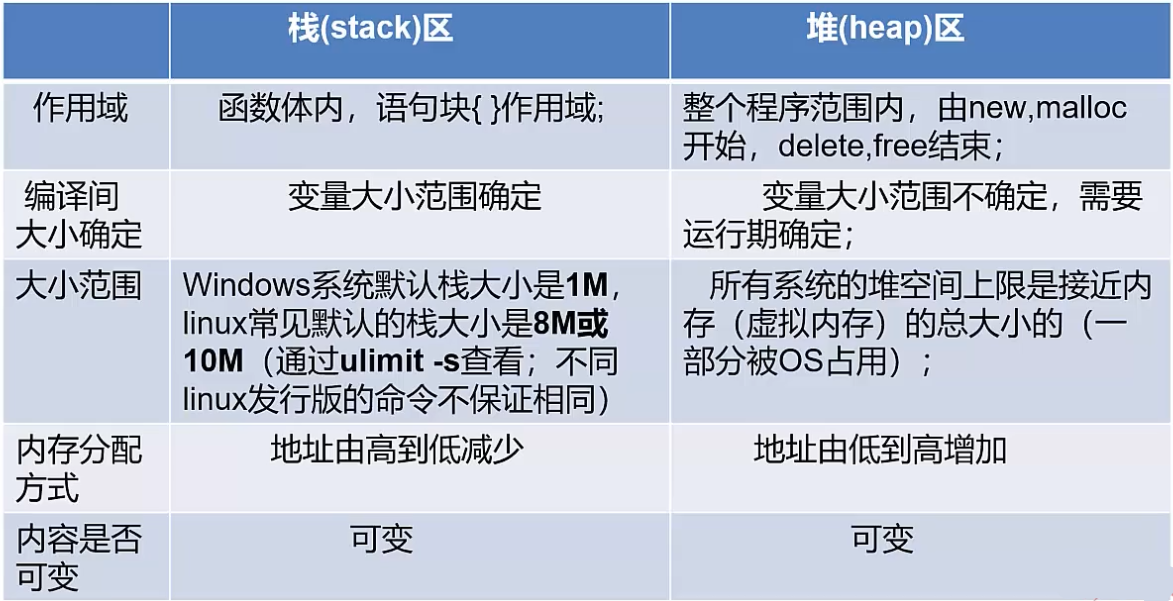 栈(stack)区
堆(heap)区
作用域
函数体内，语句块{ }作用域;
整个程序范围内，由new,malloc
开始，delete,free结束；
编译间
大小确定
变量大小范围确定
变量大小范围不确定，需要
运行期确定；
大小范围
Windows系统默认栈大小是1M，
linux常见默认的栈大小是8M或
10M（通过ulimit -s查看；不同
linux发行版的命令不保证相同）
所有系统的堆空间上限是接近内
存（虚拟内存）的总大小的（一
部分被OS占用）；
内存分配
方式
地址由高到低减少
地址由低到高增加
内容是否
可变
可变
可变